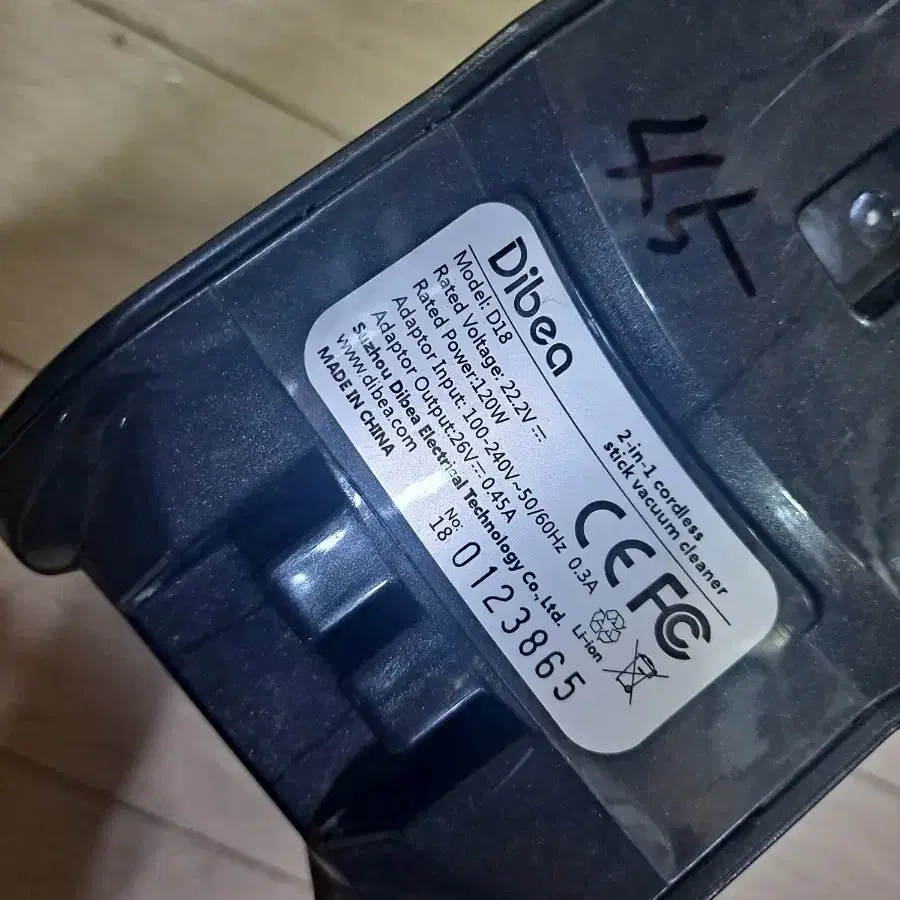 45
Dibea
2-in-1 cordless
stick vacuum cleaner
Model: D18
Rated Voltage: 22.2V⎓
Rated Power:120W
Adaptor Input: 100-240V~50/60Hz 0.3A
Adaptor Output:26V⎓0.45A
Suzhou Dibea Electrical Technology Co.,Ltd.
www.dibea.com
MADE IN CHINA
CE FC
Li-ion
No:
18 0123865